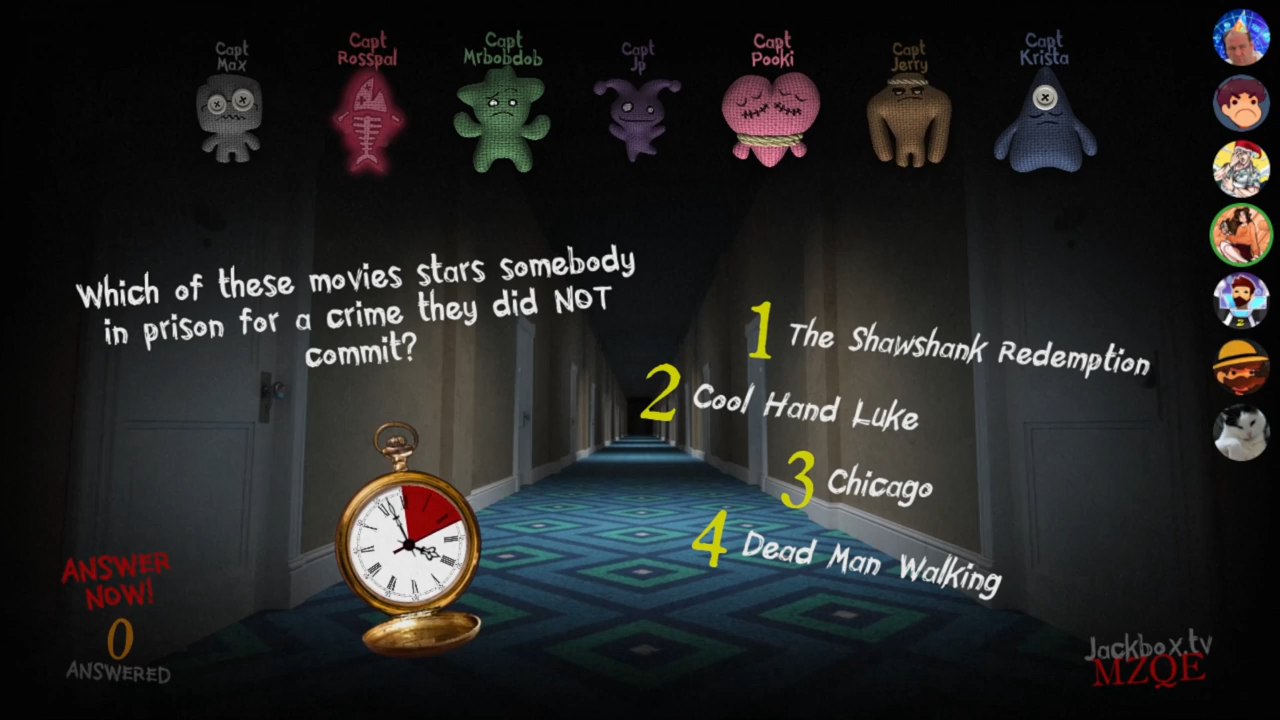 Capt
Max
Capt
Rosspal
Capt
Mrbobdob
Capt
Jp
Capt
Pooki
Capt
Jerry
Capt
Krista
Which of these movies stars somebody
in prison for a crime they did NOT
commit?
1 The Shawshank Redemption
2 Cool Hand Luke
3 Chicago
4 Dead Man Walking
ANSWER
NOW!
0
ANSWERED
Jackbox.tv
MZQE